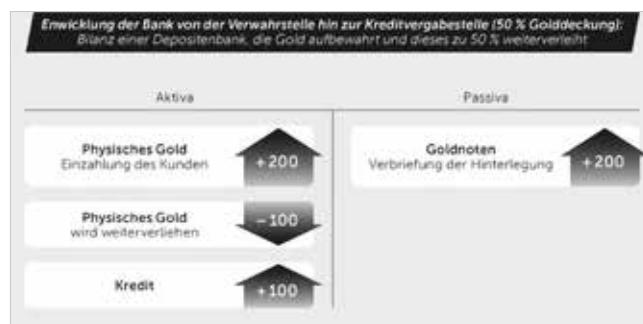 Enwicklung der Bank von der Verwahrstelle hin zur Kreditvergabestelle (50 % Golddeckung):
Bilanz einer Depositenbank, die Gold aufbewahrt und dieses zu 50 % weiterverleiht
Aktiva
Passiva
Physisches Gold
Einzahlung des Kunden
+200
Goldnoten
Verbriefung der Hinterlegung
+200
Physisches Gold
wird weiterverliehen
-100
Kredit
+100